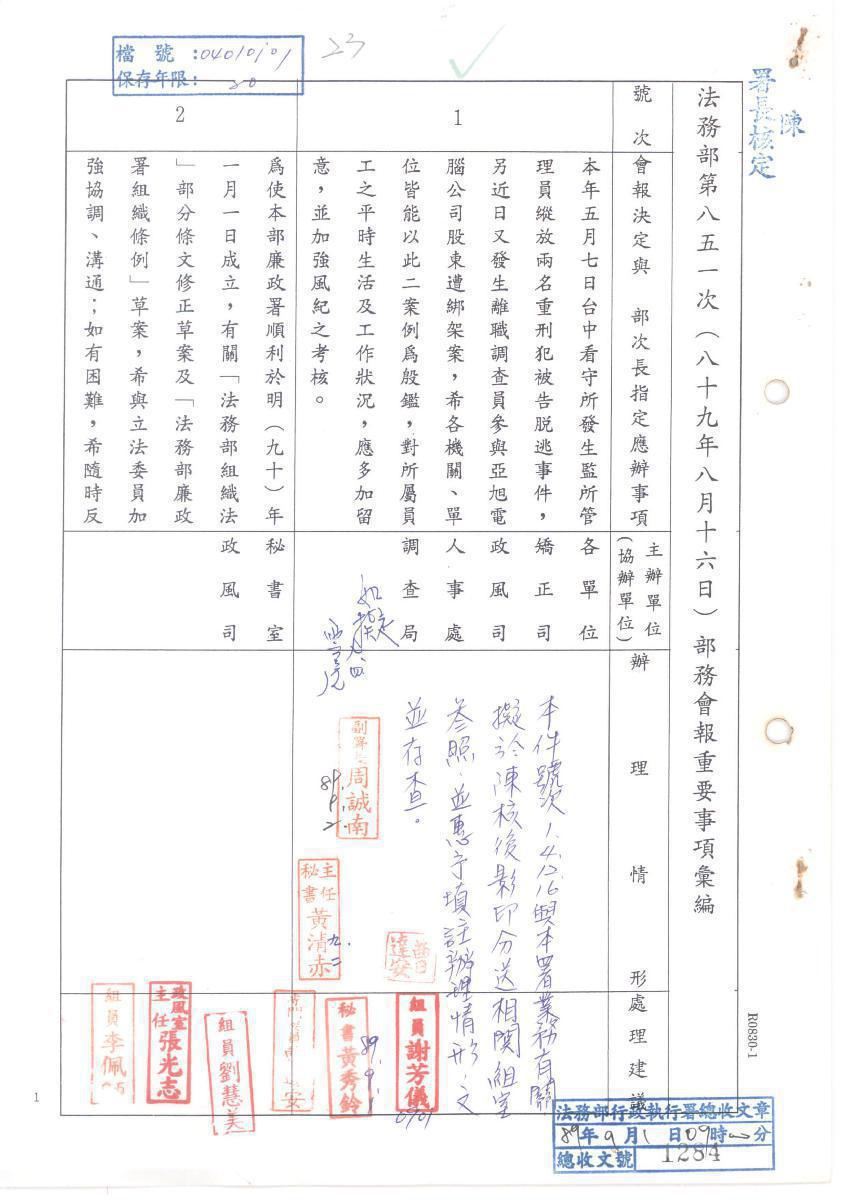 檔號:04010101
保存年限:20
23
陳
署長核定
法務部第八五一次(八十九年八月十六日)部務會報重要事項彙編
號次
會報決定與 部次長指定應辦事項
主辦單位
(協辦單位)
辦理情形
處理建議
1
本年五月七日台中看守所發生監所管
理員縱放兩名重刑犯被告脱逃事件,
另近日又發生離職調查員參與亞旭電
腦公司股東遭綁架案,希各機關、單
位皆能以此二案例爲殷鑑,對所屬員
工之平時生活及工作狀況,應多加留
意,並加強風紀之考核。
各單位
矯正司
政風司
人事處
調查局
本件號次1.4.12.16與本署業務有關
擬於陳核後影印分送相關組室
參照,並惠予填註辦理情形,文
並存查。
如擬
副署長周誠南
89.9.2.
主任秘書黃清赤
九.二
組員謝芳儀
0901
秘書黃秀鈴
89.9.1
組員劉慧美
政風室主任張光志
組員李佩
2
爲使本部廉政署順利於明(九十)年
一月一日成立,有關「法務部組織法
」部分條文修正草案及「法務部廉政
署組織條例」草案,希與立法委員加
強協調、溝通;如有困難,希隨時反
秘書室
政風司
法務部行政執行署總收文章
89年9月1日09時00分
總收文號 1284
R0830-1
1